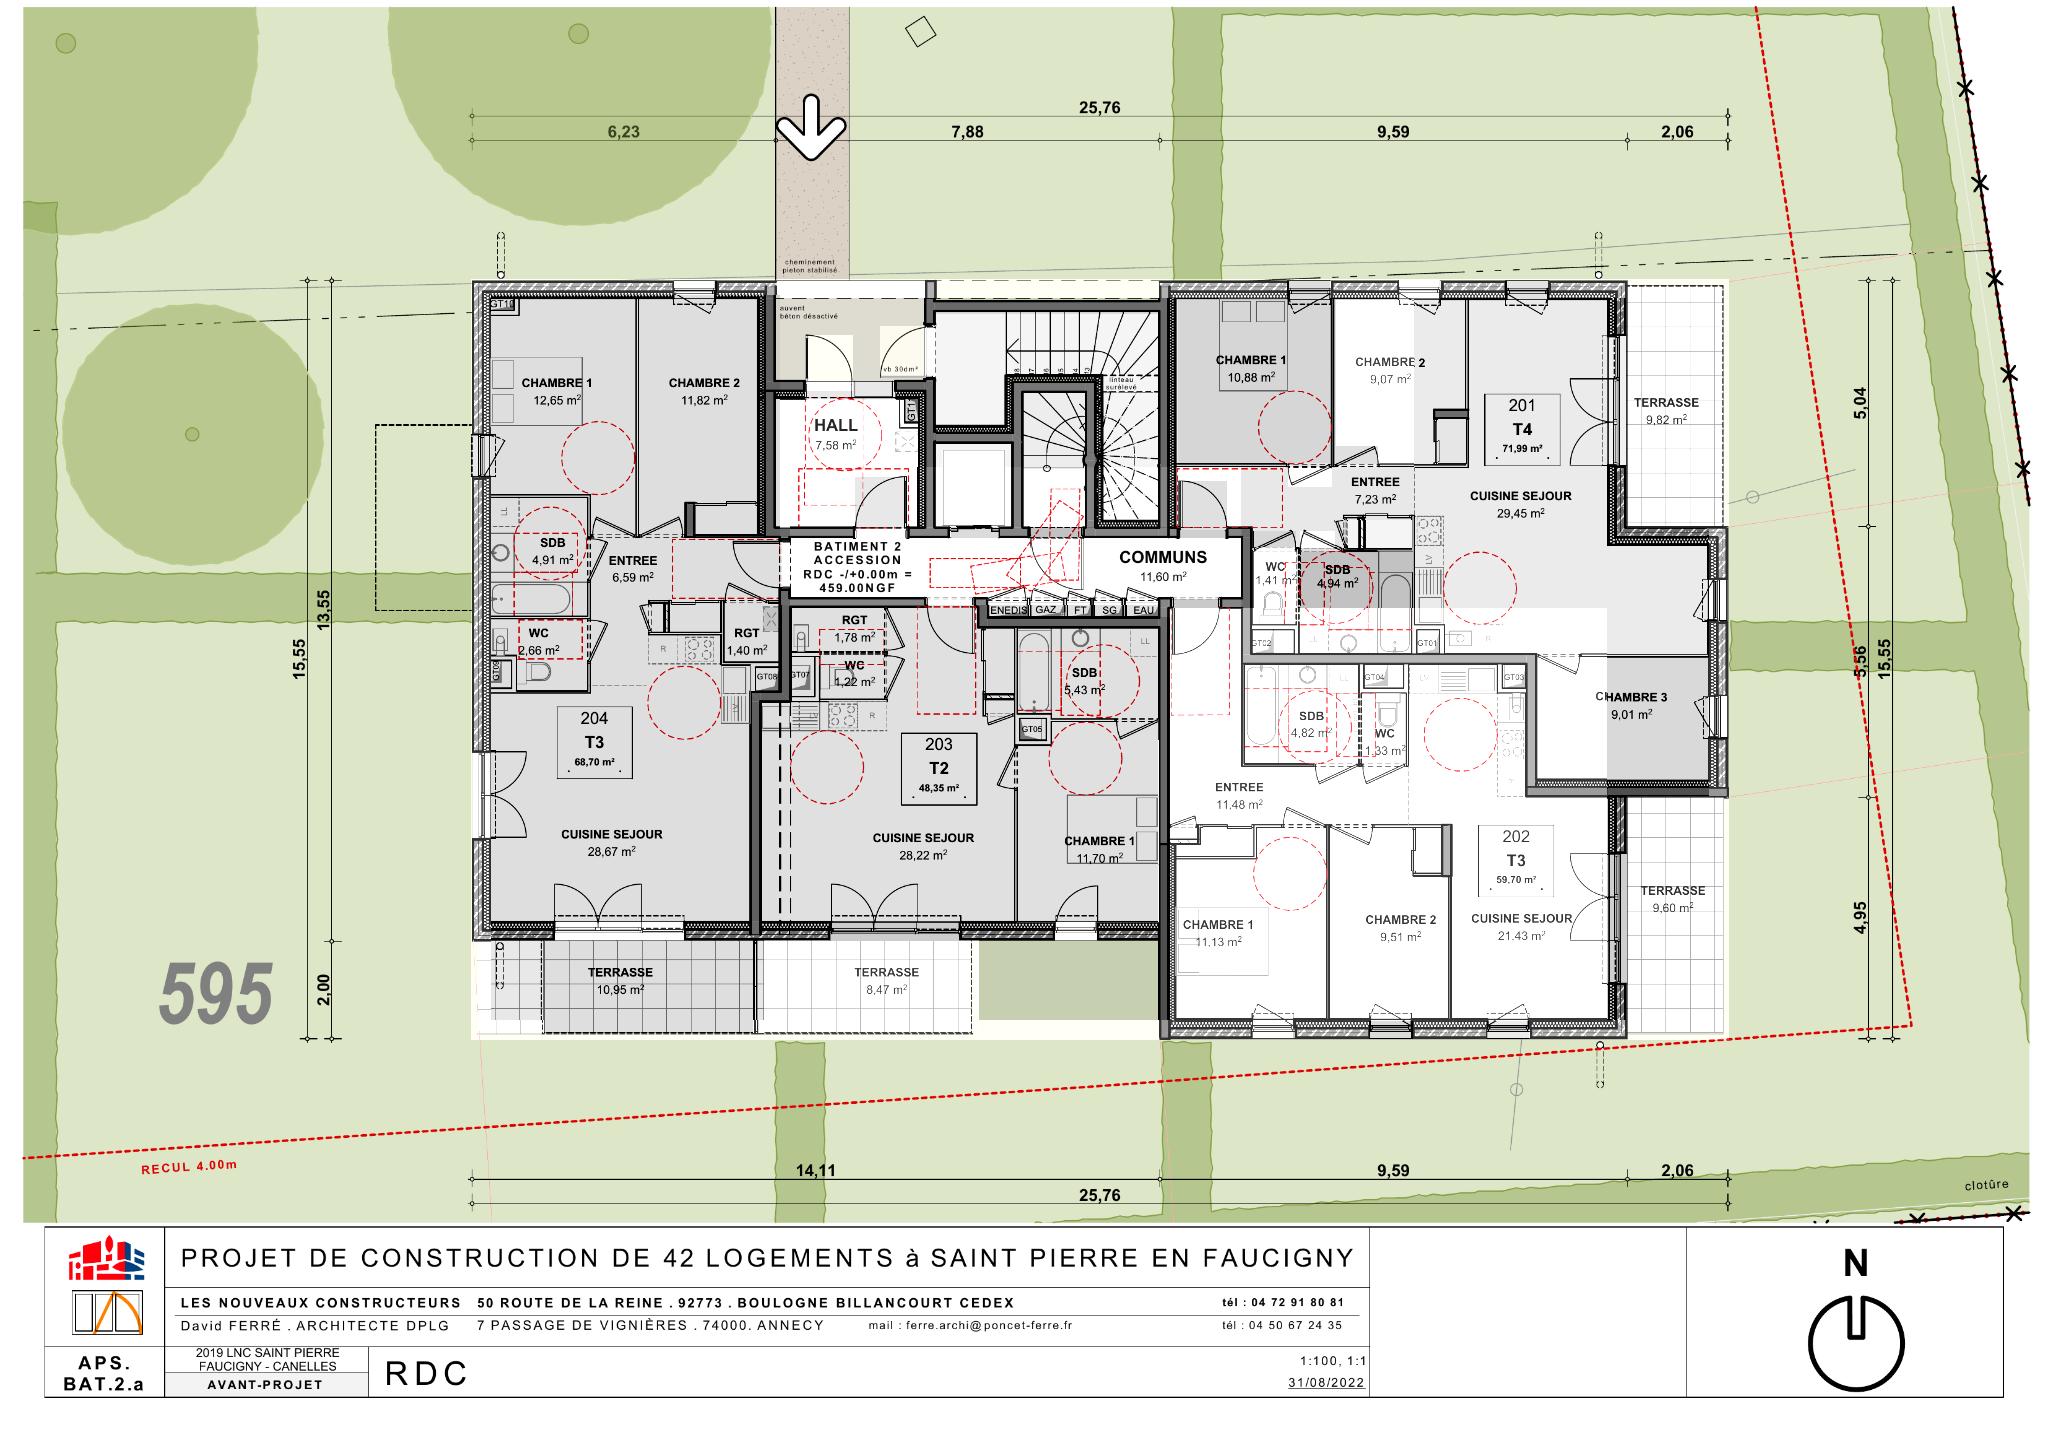 25,76
6,23
7,88
9,59
2,06
cheminement
pieton stabilisé
auvent
béton désactivé
vb 30dm²
linteau
surélevé
GT10
CHAMBRE 1
12,65 m²
CHAMBRE 2
11,82 m²
HALL
7,58 m²
GT1
CHAMBRE 1
10,88 m²
CHAMBRE 2
9,07 m²
201
T4
71,99 m²
TERRASSE
9,82 m²
5,04
LL
SDB
4,91 m²
ENTREE
6,59 m²
BATIMENT 2
ACCESSION
RDC -/+0.00m =
459.00NGF
COMMUNS
11,60 m²
ENTREE
7,23 m²
CUISINE SEJOUR
29,45 m²
LV
WC
1,41 m²
SDB
4,94 m²
13,55
15,55
ENEDIS
GAZ
FT
SG
EAU
WC
2,66 m²
RGT
1,40 m²
RGT
1,78 m²
WC
1,22 m²
R
GT09
GT08
GT07
SDB
5,43 m²
LL
GT02
GT01
R
GT04
GT03
5,56
15,55
CHAMBRE 3
9,01 m²
LV
LV
R
GT05
SDB
4,82 m²
LL
WC
1,33 m²
204
T3
68,70 m²
203
T2
48,35 m²
ENTREE
11,48 m²
CUISINE SEJOUR
28,67 m²
CUISINE SEJOUR
28,22 m²
CHAMBRE 1
11,70 m²
202
T3
59,70 m²
TERRASSE
9,60 m²
4,95
CHAMBRE 1
11,13 m²
CHAMBRE 2
9,51 m²
CUISINE SEJOUR
21,43 m²
595
2,00
TERRASSE
10,95 m²
TERRASSE
8,47 m²
RECUL 4.00m
14,11
9,59
2,06
25,76
clotûre
PROJET DE CONSTRUCTION DE 42 LOGEMENTS à SAINT PIERRE EN FAUCIGNY
LES NOUVEAUX CONSTRUCTEURS 50 ROUTE DE LA REINE . 92773 . BOULOGNE BILLANCOURT CEDEX tél : 04 72 91 80 81
David FERRÉ . ARCHITECTE DPLG 7 PASSAGE DE VIGNIÈRES . 74000. ANNECY mail : ferre.archi@poncet-ferre.fr tél : 04 50 67 24 35
APS.
BAT.2.a
2019 LNC SAINT PIERRE
FAUCIGNY - CANELLES
AVANT-PROJET
RDC
1:100, 1:1
31/08/2022
N